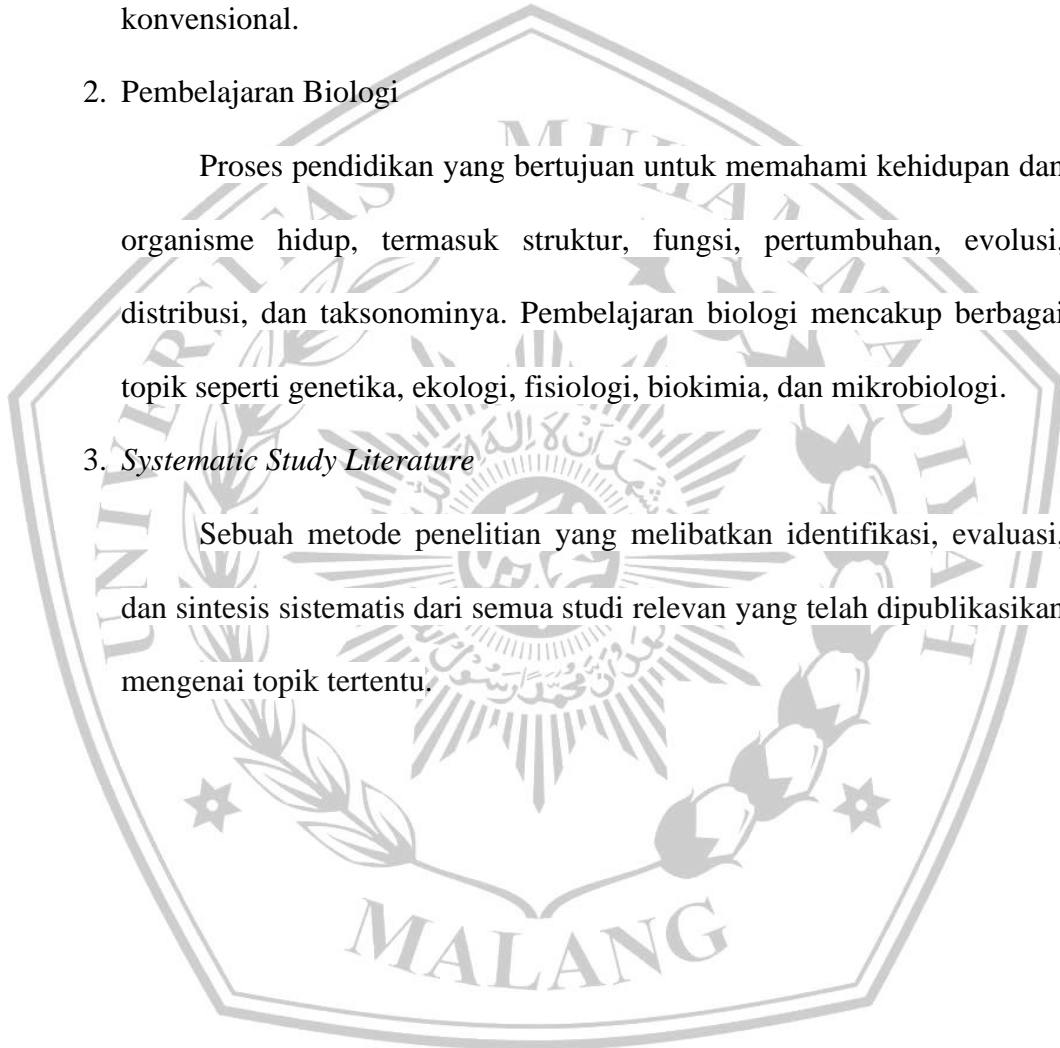 konvensional.
2. Pembelajaran Biologi
Proses pendidikan yang bertujuan untuk memahami kehidupan dan
organisme hidup, termasuk struktur, fungsi, pertumbuhan, evolusi,
distribusi, dan taksonominya. Pembelajaran biologi mencakup berbagai
topik seperti genetika, ekologi, fisiologi, biokimia, dan mikrobiologi.
3. Systematic Study Literature
Sebuah metode penelitian yang melibatkan identifikasi, evaluasi,
dan sintesis sistematis dari semua studi relevan yang telah dipublikasikan
mengenai topik tertentu.
UNIVERSITAS MUHAMMADIYAH
MALANG